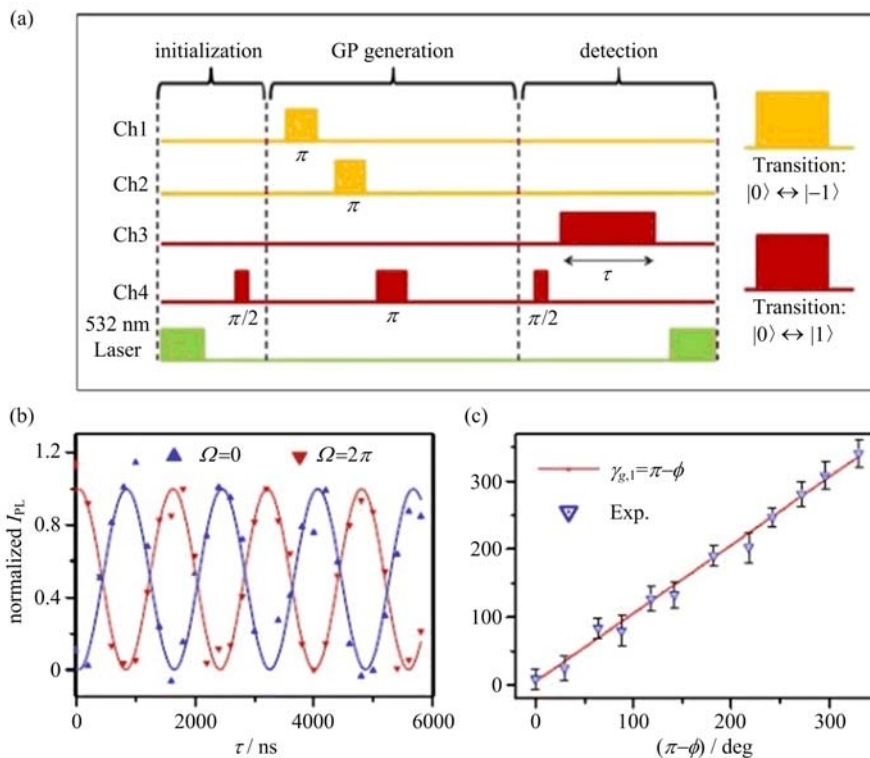 (a)
initialization GP generation detection
Ch1
π
Ch2
π
Transition:
|0⟩ ↔ |−1⟩
Ch3
τ
Ch4
π/2 π π/2
532 nm
Laser
Transition:
|0⟩ ↔ |1⟩
(b)
normalized I_PL
1.2
0.8
0.4
0
Ω=0 Ω=2π
0 2000 4000 6000
τ / ns
(c)
300
200
100
0
γ_g,1=π−ϕ
Exp.
0 100 200 300
(π−ϕ) / deg